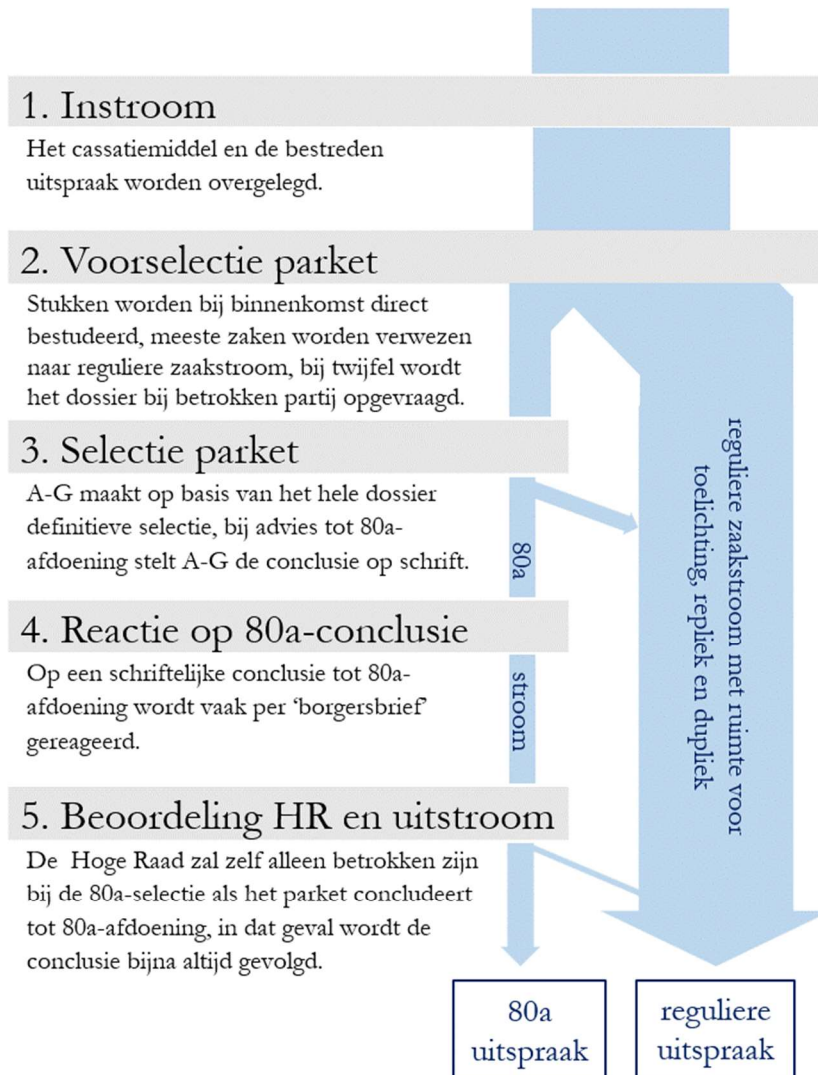 1. Instroom
Het cassatiemiddel en de bestreden
uitspraak worden overgelegd.
2. Voorselectie parket
Stukken worden bij binnenkomst direct
bestudeerd, meeste zaken worden verwezen
naar reguliere zaakstroom, bij twijfel wordt
het dossier bij betrokken partij opgevraagd.
3. Selectie parket
A-G maakt op basis van het hele dossier
definitieve selectie, bij advies tot 80a-
afdoening stelt A-G de conclusie op schrift.
4. Reactie op 80a-conclusie
Op een schriftelijke conclusie tot 80a-
afdoening wordt vaak per ‘borgersbrief’
gereageerd.
5. Beoordeling HR en uitstroom
De Hoge Raad zal zelf alleen betrokken zijn
bij de 80a-selectie als het parket concludeert
tot 80a-afdoening, in dat geval wordt de
conclusie bijna altijd gevolgd.
80a
stroom
reguliere zaakstroom met ruimte voor
toelichting, repliek en dupliek
80a
uitspraak
reguliere
uitspraak